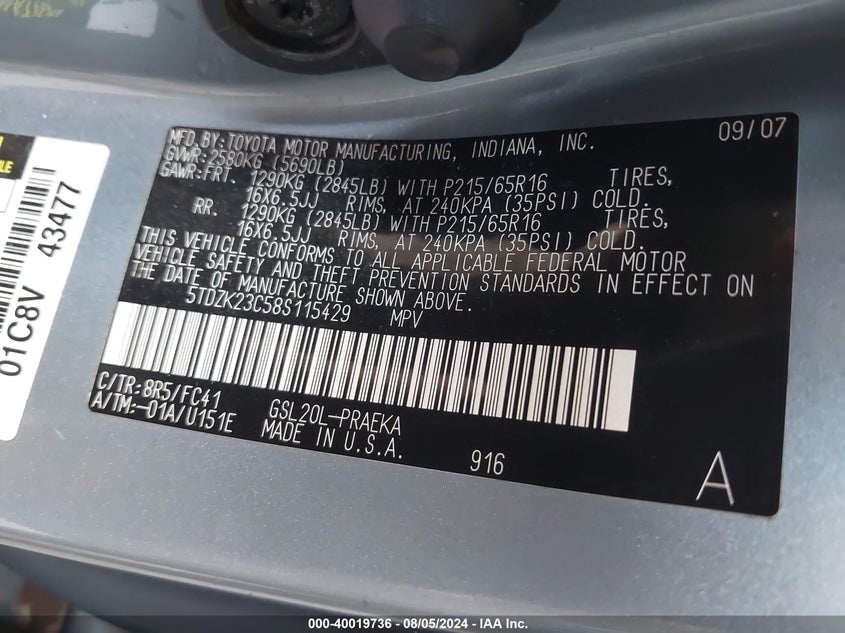 MFD.BY:TOYOTA MOTOR MANUFACTURING, INDIANA, INC. 09/07
GVWR:2580KG (5690LB)
GAWR:FRT. 1290KG (2845LB) WITH P215/65R16 TIRES,
16X6.5JJ RIMS, AT 240KPA (35PSI) COLD.
RR. 1290KG (2845LB) WITH P215/65R16 TIRES,
16X6.5JJ RIMS, AT 240KPA (35PSI) COLD.
THIS VEHICLE CONFORMS TO ALL APPLICABLE FEDERAL MOTOR
VEHICLE SAFETY AND THEFT PREVENTION STANDARDS IN EFFECT ON
THE DATE OF MANUFACTURE SHOWN ABOVE.
5TDZK23C58S115429 MPV
C/TR:8R5/FC41 GSL20L-PRAEKA
A/TM:-01A/U151E MADE IN U.S.A.
916
A
01C8V 43477
000-40019736 - 08/05/2024 - IAA Inc.